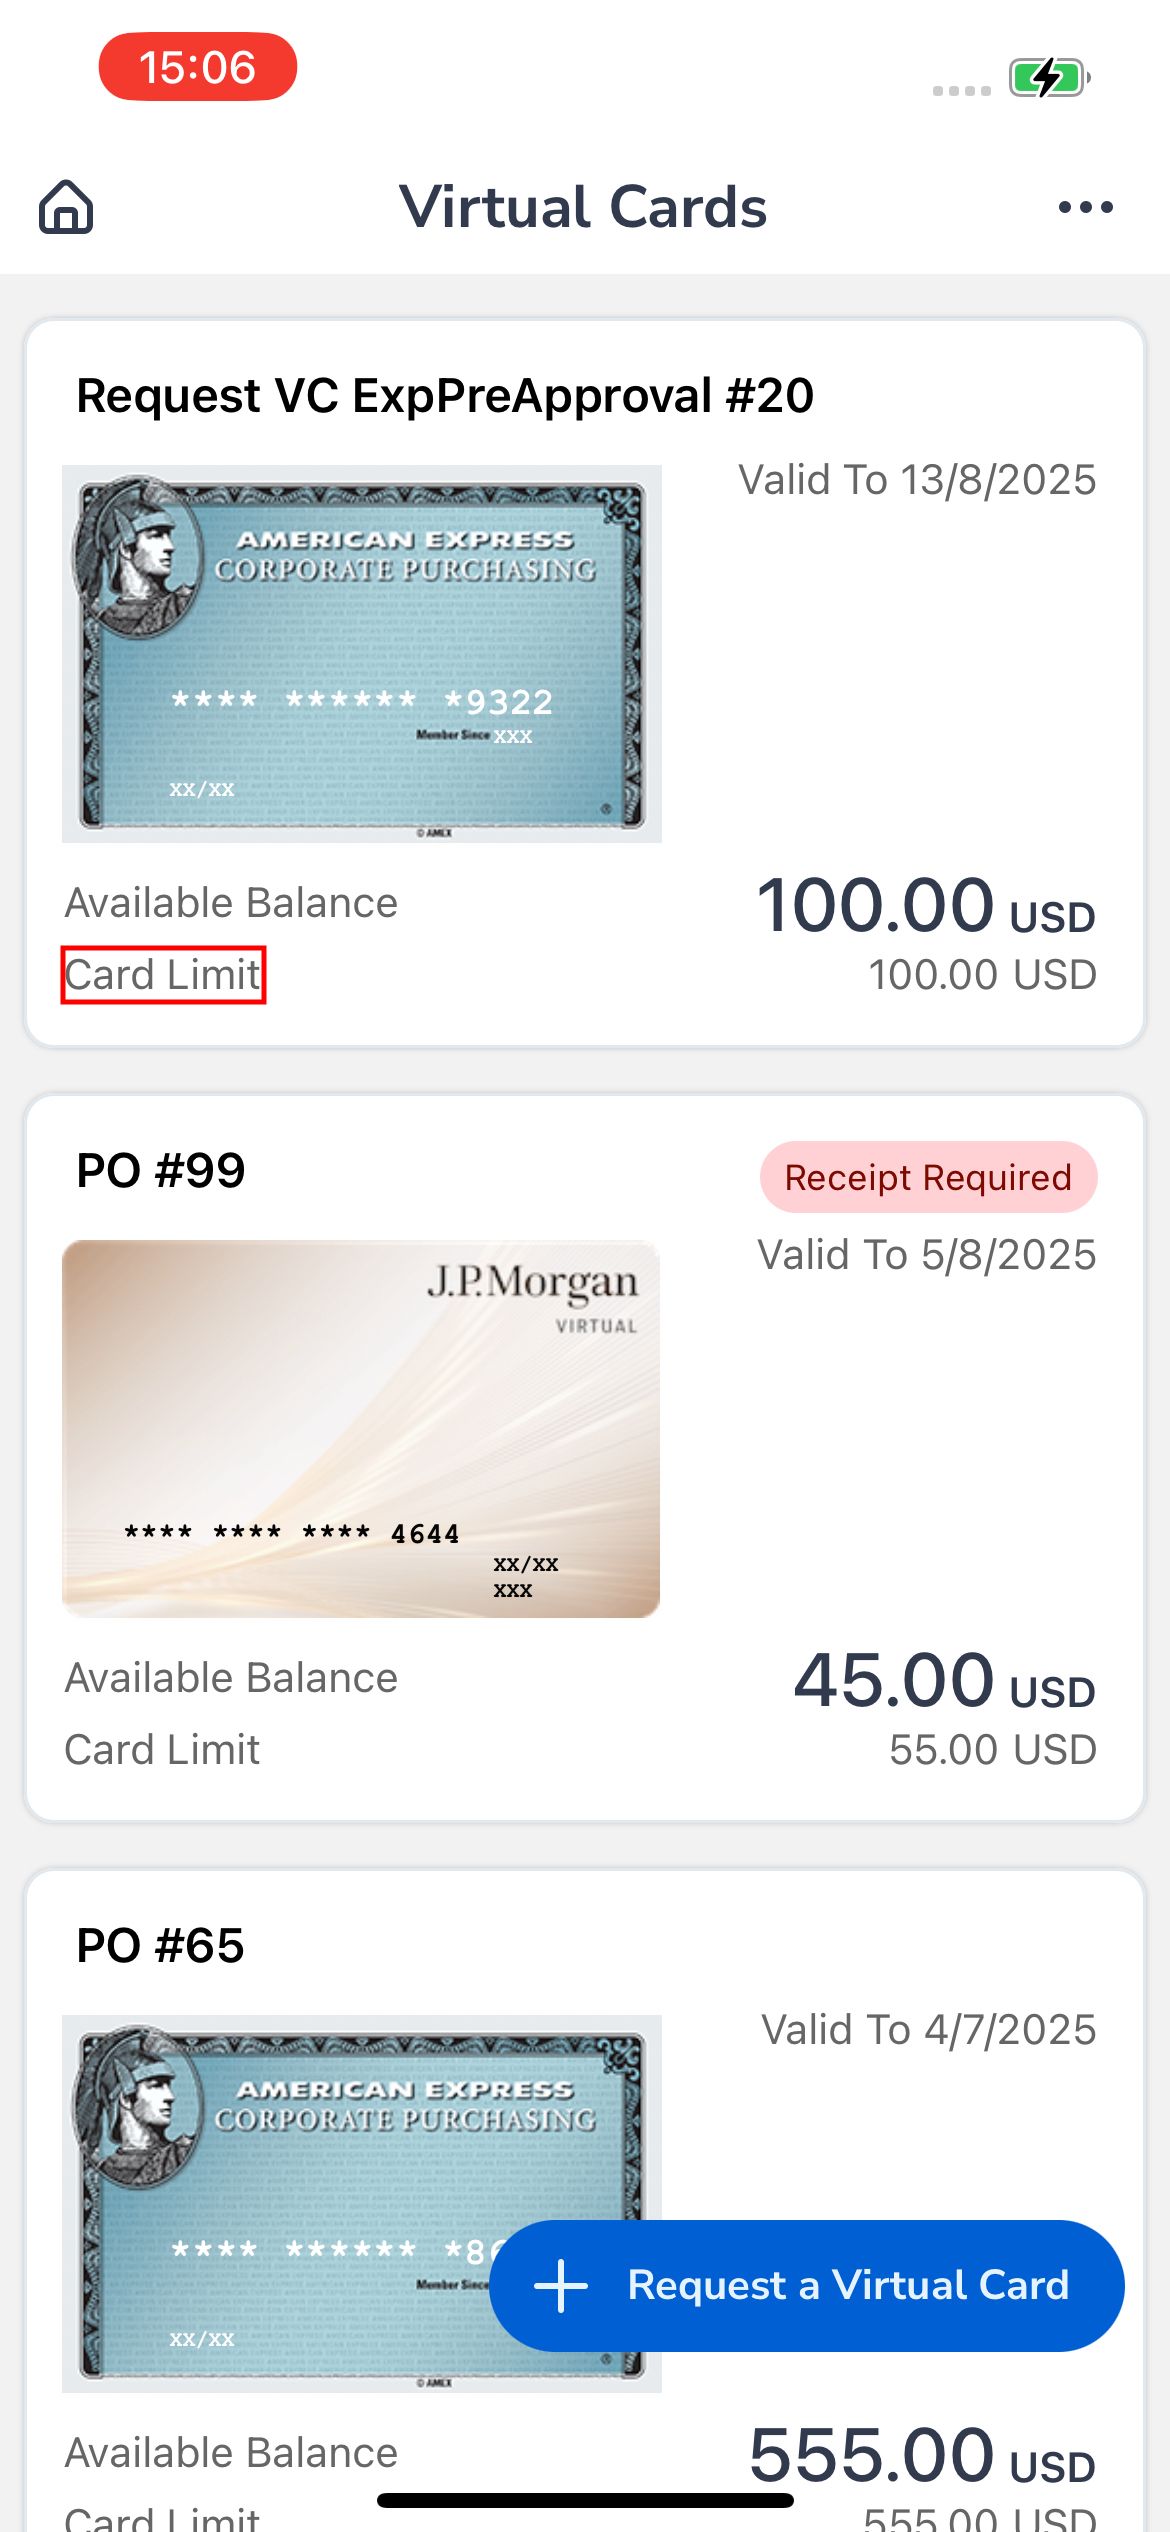 15:06
Virtual Cards
Request VC ExpPreApproval #20
Valid To 13/8/2025
AMERICAN EXPRESS
CORPORATE PURCHASING
**** ****** *9322
Member Since xxx
xx/xx
© AMEX
Available Balance
100.00 USD
Card Limit
100.00 USD
PO #99
Receipt Required
Valid To 5/8/2025
J.P.Morgan
VIRTUAL
**** **** **** 4644
xx/xx
xxx
Available Balance
45.00 USD
Card Limit
55.00 USD
PO #65
Valid To 4/7/2025
AMERICAN EXPRESS
CORPORATE PURCHASING
**** ****** *86
Member Since
Request a Virtual Card
xx/xx
© AMEX
Available Balance
555.00 USD
Card Limit
555.00 USD